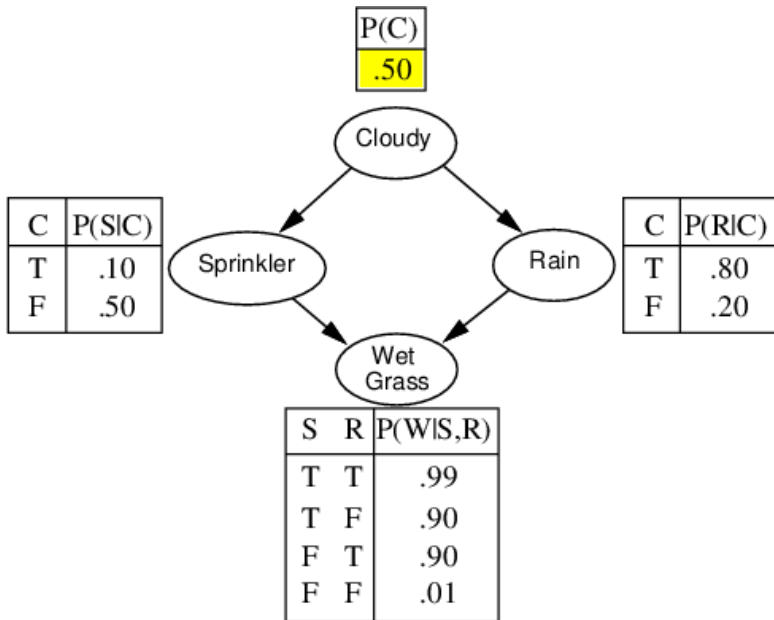 P(C)
.50
Cloudy
C P(S|C)
T .10
F .50
Sprinkler
Rain
C P(R|C)
T .80
F .20
Wet
Grass
S R P(W|S,R)
T T .99
T F .90
F T .90
F F .01